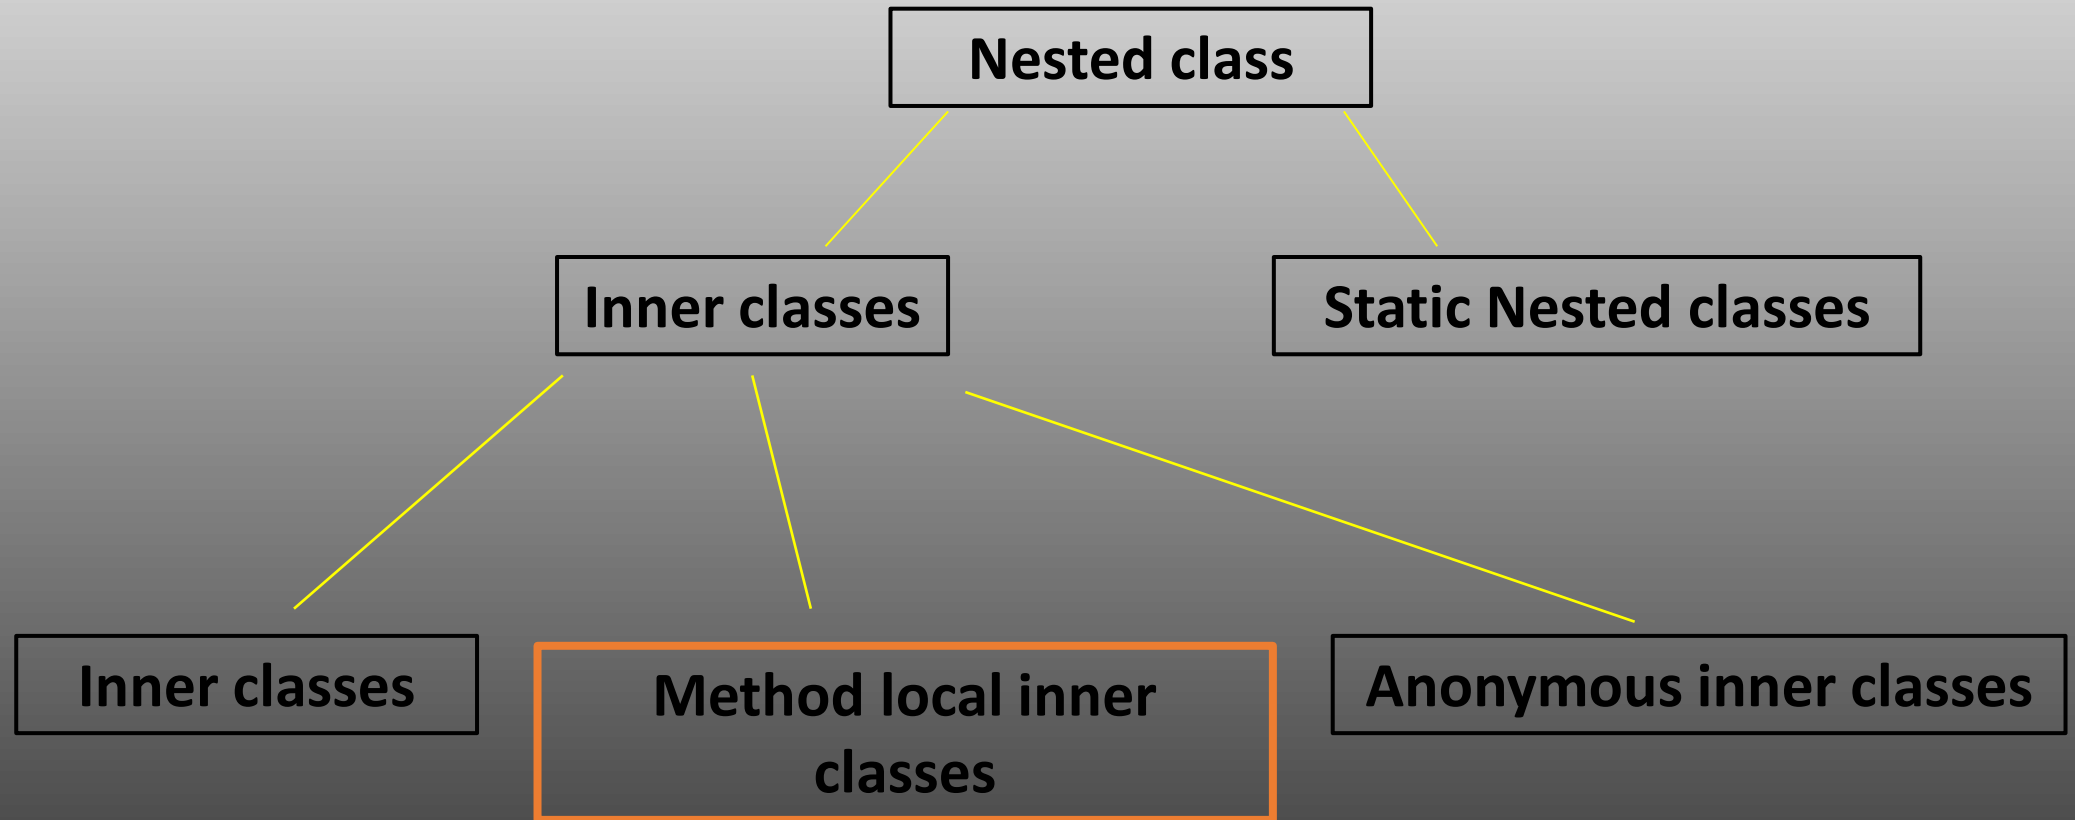 Nested class
Inner classes
Static Nested classes
Inner classes
Method local inner
classes
Anonymous inner classes